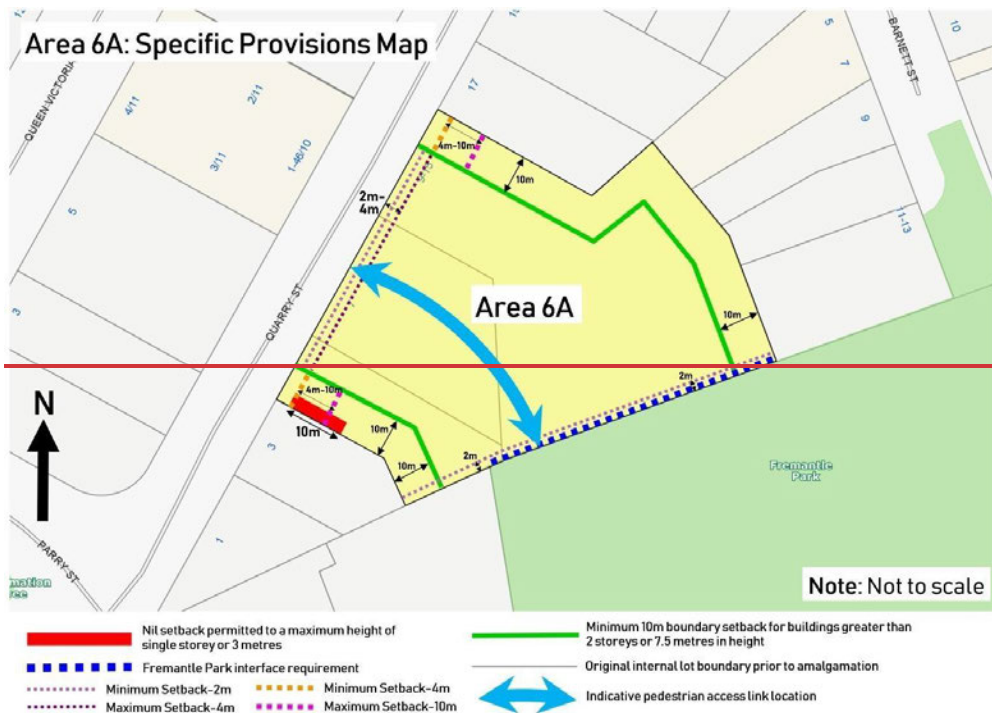 Area 6A: Specific Provisions Map
QUEEN VICTORIA
4/11
2/11
3/11
1-46/10
5
3
17
BARNETT ST
5
10
7
9
11-13
4m-10m
10m
2m-
4m
QUARRY ST
Area 6A
10m
2m
4m-10m
10m
10m
10m
2m
N
3
1
PARRY ST
Fremantle
Park
Note: Not to scale
Nil setback permitted to a maximum height of
single storey or 3 metres
Fremantle Park interface requirement
Minimum Setback-2m
Maximum Setback-4m
Minimum Setback-4m
Maximum Setback-10m
Minimum 10m boundary setback for buildings greater than
2 storeys or 7.5 metres in height
Original internal lot boundary prior to amalgamation
Indicative pedestrian access link location